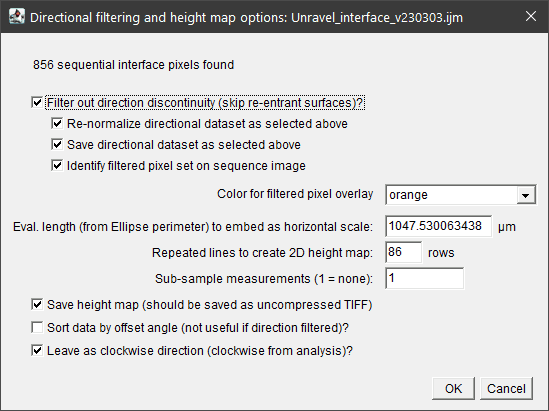 Directional filtering and height map options: Unravel_interface_v230303.ijm
856 sequential interface pixels found
Filter out direction discontinuity (skip re-entrant surfaces)?
Re-normalize directional dataset as selected above
Save directional dataset as selected above
Identify filtered pixel set on sequence image
Color for filtered pixel overlay orange
Eval. length (from Ellipse perimeter) to embed as horizontal scale: 1047.530063438 µm
Repeated lines to create 2D height map: 86 rows
Sub-sample measurements (1 = none): 1
Save height map (should be saved as uncompressed TIFF)
Sort data by offset angle (not useful if direction filtered)?
Leave as clockwise direction (clockwise from analysis)?
OK Cancel